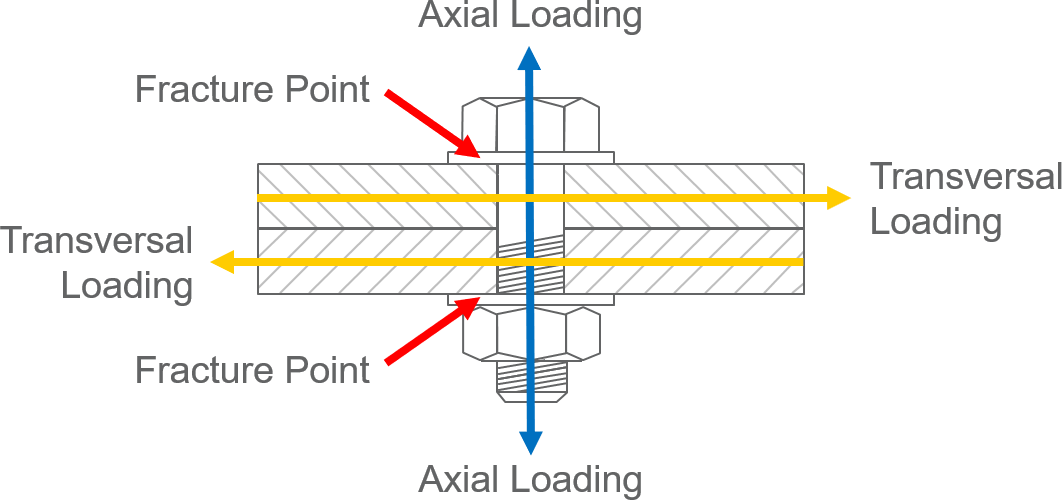 Axial Loading
Fracture Point
Transversal
Loading
Transversal
Loading
Fracture Point
Axial Loading